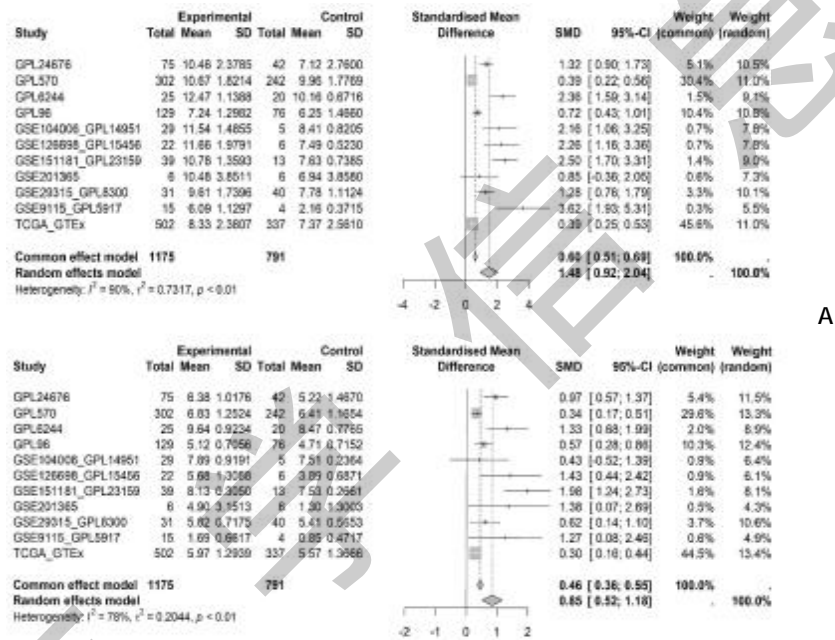 Experimental Control Standardised Mean Weight Weight
Study Total Mean SD Total Mean SD Difference SMD 95%-CI (common) (random)
GPL24676 75 10.46 2.3785 42 7.12 2.7600 1.32 [ 0.90; 1.73] 5.1% 10.5%
GPL570 302 10.67 1.8214 242 9.96 1.7769 0.39 [ 0.22; 0.56] 30.4% 11.0%
GPL6244 25 12.47 1.1388 20 10.16 0.6716 2.36 [ 1.59; 3.14] 1.5% 9.1%
GPL96 129 7.24 1.2982 76 6.25 1.4660 0.72 [ 0.43; 1.01] 10.4% 10.8%
GSE104006_GPL14951 29 11.54 1.4855 5 8.41 0.8205 2.16 [ 1.06; 3.25] 0.7% 7.8%
GSE126698_GPL15456 22 11.66 1.9791 6 7.49 0.5230 2.26 [ 1.16; 3.36] 0.7% 7.8%
GSE151181_GPL23159 39 10.78 1.3593 13 7.63 0.7385 2.50 [ 1.70; 3.31] 1.4% 9.0%
GSE201365 6 10.48 3.8511 6 6.94 3.8580 0.85 [-0.36; 2.05] 0.6% 7.3%
GSE29315_GPL8300 31 9.61 1.7396 40 7.78 1.1124 1.28 [ 0.76; 1.79] 3.3% 10.1%
GSE9115_GPL5917 15 6.09 1.1297 4 2.16 0.3715 3.62 [ 1.93; 5.31] 0.3% 5.5%
TCGA_GTEx 502 8.33 2.3807 337 7.37 2.5610 0.39 [ 0.25; 0.53] 45.6% 11.0%
Common effect model 1175 791 0.60 [ 0.51; 0.69] 100.0% .
Random effects model 1.48 [ 0.92; 2.04] . 100.0%
Heterogeneity: I² = 90%, τ² = 0.7317, p < 0.01
-4 -2 0 2 4
A
Experimental Control Standardised Mean Weight Weight
Study Total Mean SD Total Mean SD Difference SMD 95%-CI (common) (random)
GPL24676 75 6.38 1.0176 42 5.22 1.4670 0.97 [ 0.57; 1.37] 5.4% 11.5%
GPL570 302 6.83 1.2524 242 6.41 1.1654 0.34 [ 0.17; 0.51] 29.6% 13.3%
GPL6244 25 9.64 0.9234 20 8.47 0.7765 1.33 [ 0.68; 1.99] 2.0% 8.9%
GPL96 129 5.12 0.7056 76 4.71 0.7152 0.57 [ 0.28; 0.86] 10.3% 12.4%
GSE104006_GPL14951 29 7.89 0.9191 5 7.51 0.2364 0.43 [-0.52; 1.39] 0.9% 6.4%
GSE126698_GPL15456 22 5.68 6 0.6871 1.43 [ 0.44; 2.42] 0.9% 6.1%
GSE151181_GPL23159 39 8.13 13 7.53 0.2661 1.98 [ 1.24; 2.73] 1.6% 8.1%
GSE201365 6 4.90 6 1.30 1.3003 1.38 [ 0.07; 2.69] 0.5% 4.3%
GSE29315_GPL8300 31 0.7175 40 5.41 0.5653 0.62 [ 0.14; 1.10] 3.7% 10.6%
GSE9115_GPL5917 15 1.69 0.6617 4 0.85 0.4717 1.27 [ 0.08; 2.46] 0.6% 4.9%
TCGA_GTEx 502 5.97 1.2939 337 5.57 1.3666 0.30 [ 0.16; 0.44] 44.5% 13.4%
Common effect model 1175 791 0.46 [ 0.36; 0.55] 100.0% .
Random effects model 0.85 [ 0.52; 1.18] . 100.0%
Heterogeneity: I² = 78%, τ² = 0.2044, p < 0.01
-2 -1 0 1 2